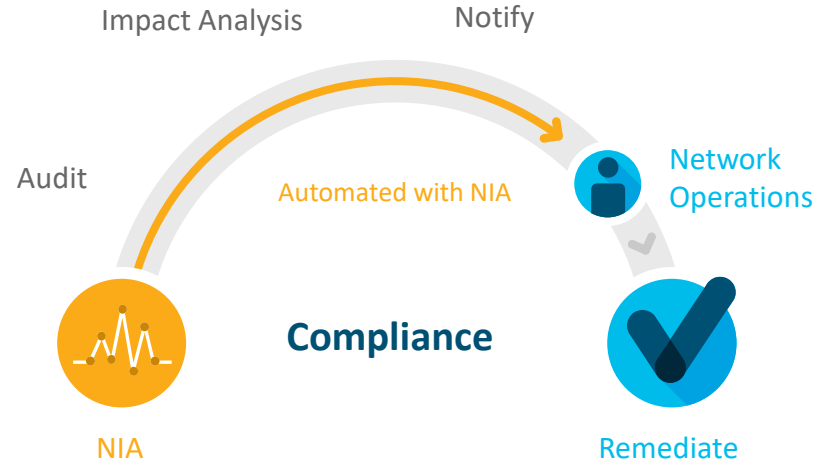 Impact Analysis
Notify
Audit
Network
Operations
Automated with NIA
Compliance
NIA
Remediate